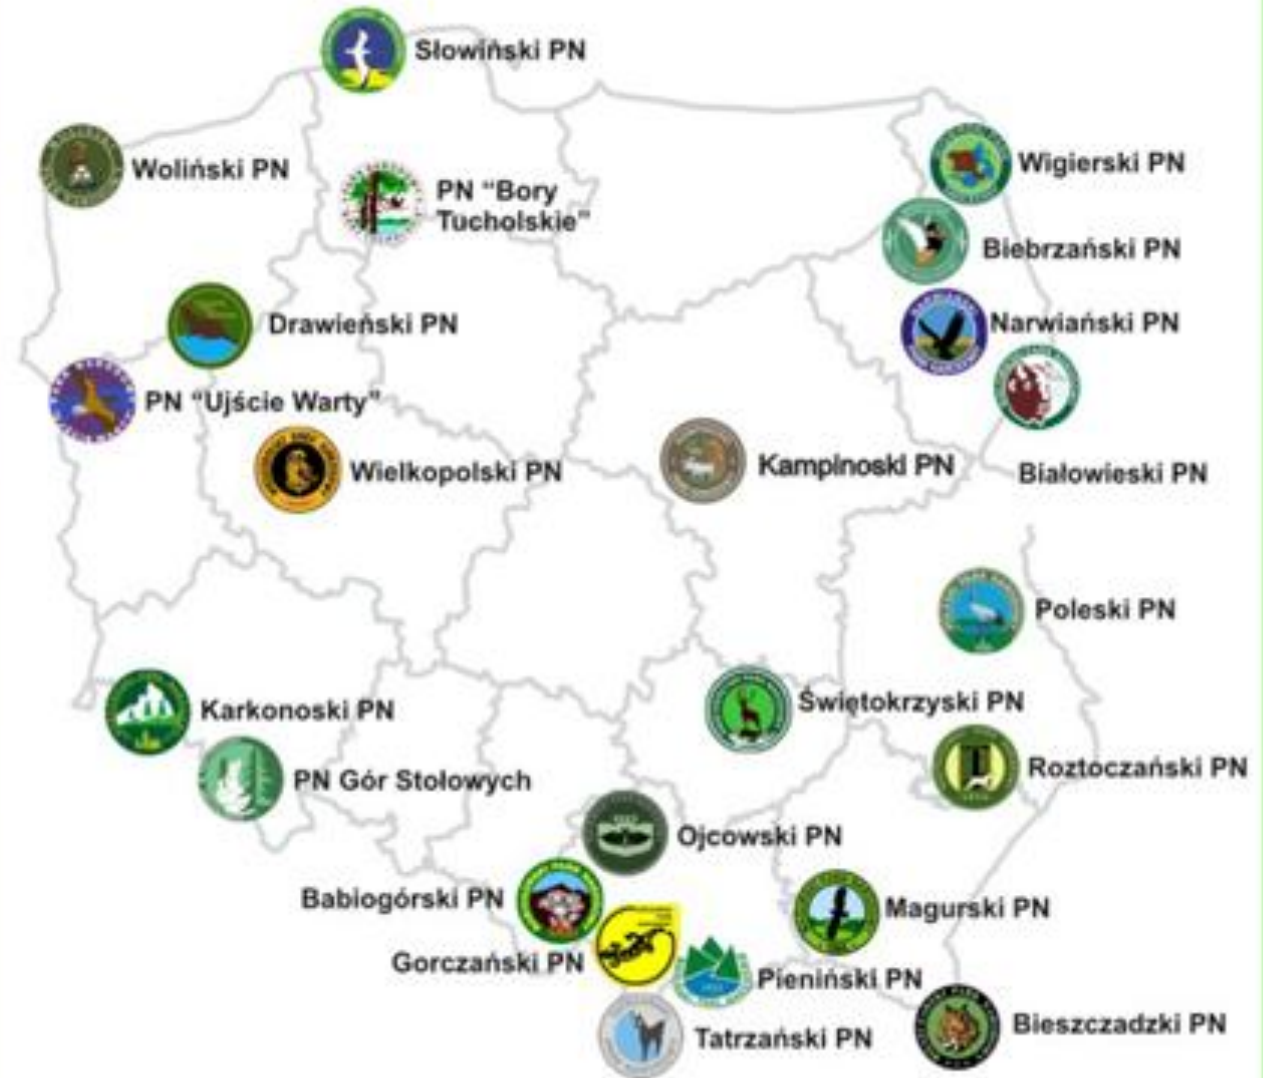 Słowiński PN
Woliński PN
Wigierski PN
PN “Bory
Tucholskie”
Biebrzański PN
Drawieński PN
Narwiański PN
PN “Ujście Warty”
Wielkopolski PN
Kampinoski PN
Białowieski PN
Poleski PN
Karkonoski PN
Świętokrzyski PN
PN Gór Stołowych
Roztoczański PN
Ojcowski PN
Babiogórski PN
Magurski PN
Gorczański PN
Pieniński PN
Tatrzański PN
Bieszczadzki PN